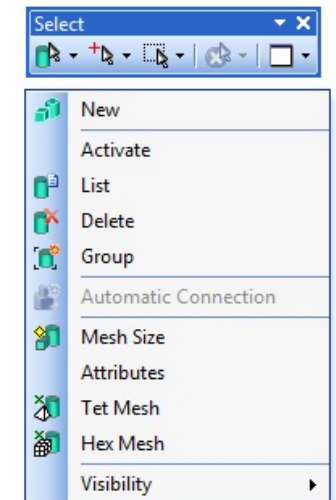 Select
New
Activate
List
Delete
Group
Automatic Connection
Mesh Size
Attributes
Tet Mesh
Hex Mesh
Visibility